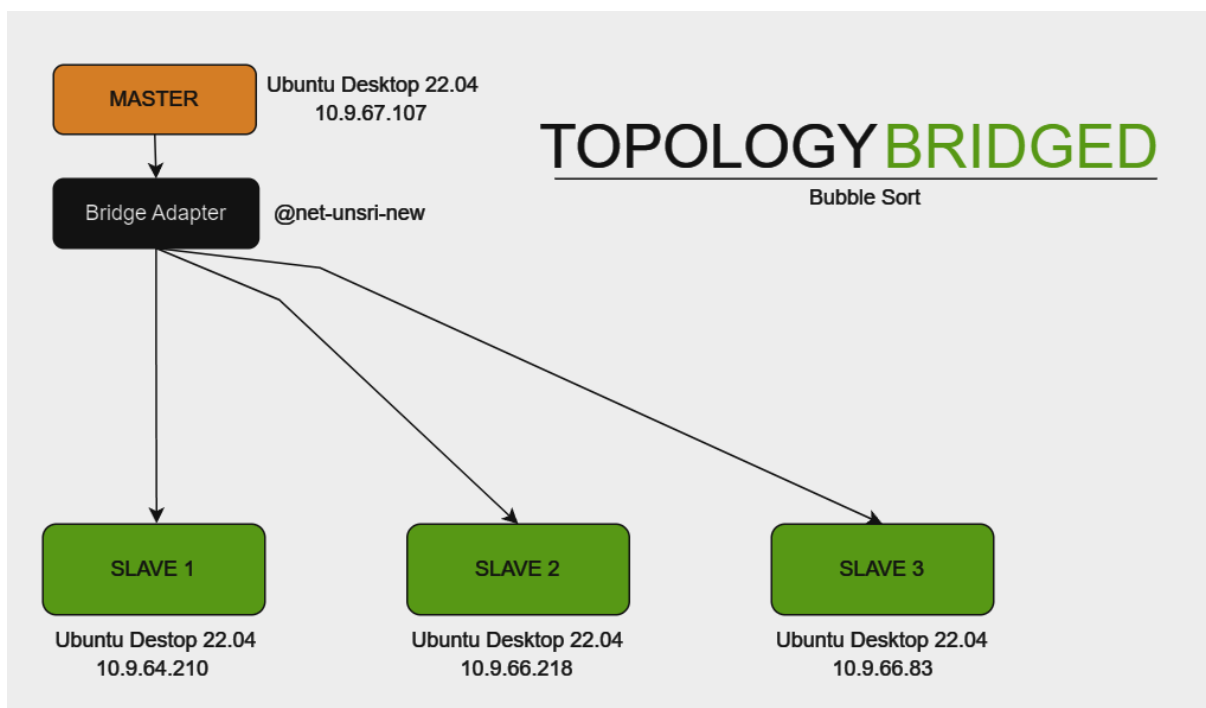 MASTER
Ubuntu Desktop 22.04
10.9.67.107
TOPOLOGY BRIDGED
Bubble Sort
Bridge Adapter
@net-unsri-new
SLAVE 1
Ubuntu Destop 22.04
10.9.64.210
SLAVE 2
Ubuntu Desktop 22.04
10.9.66.218
SLAVE 3
Ubuntu Desktop 22.04
10.9.66.83